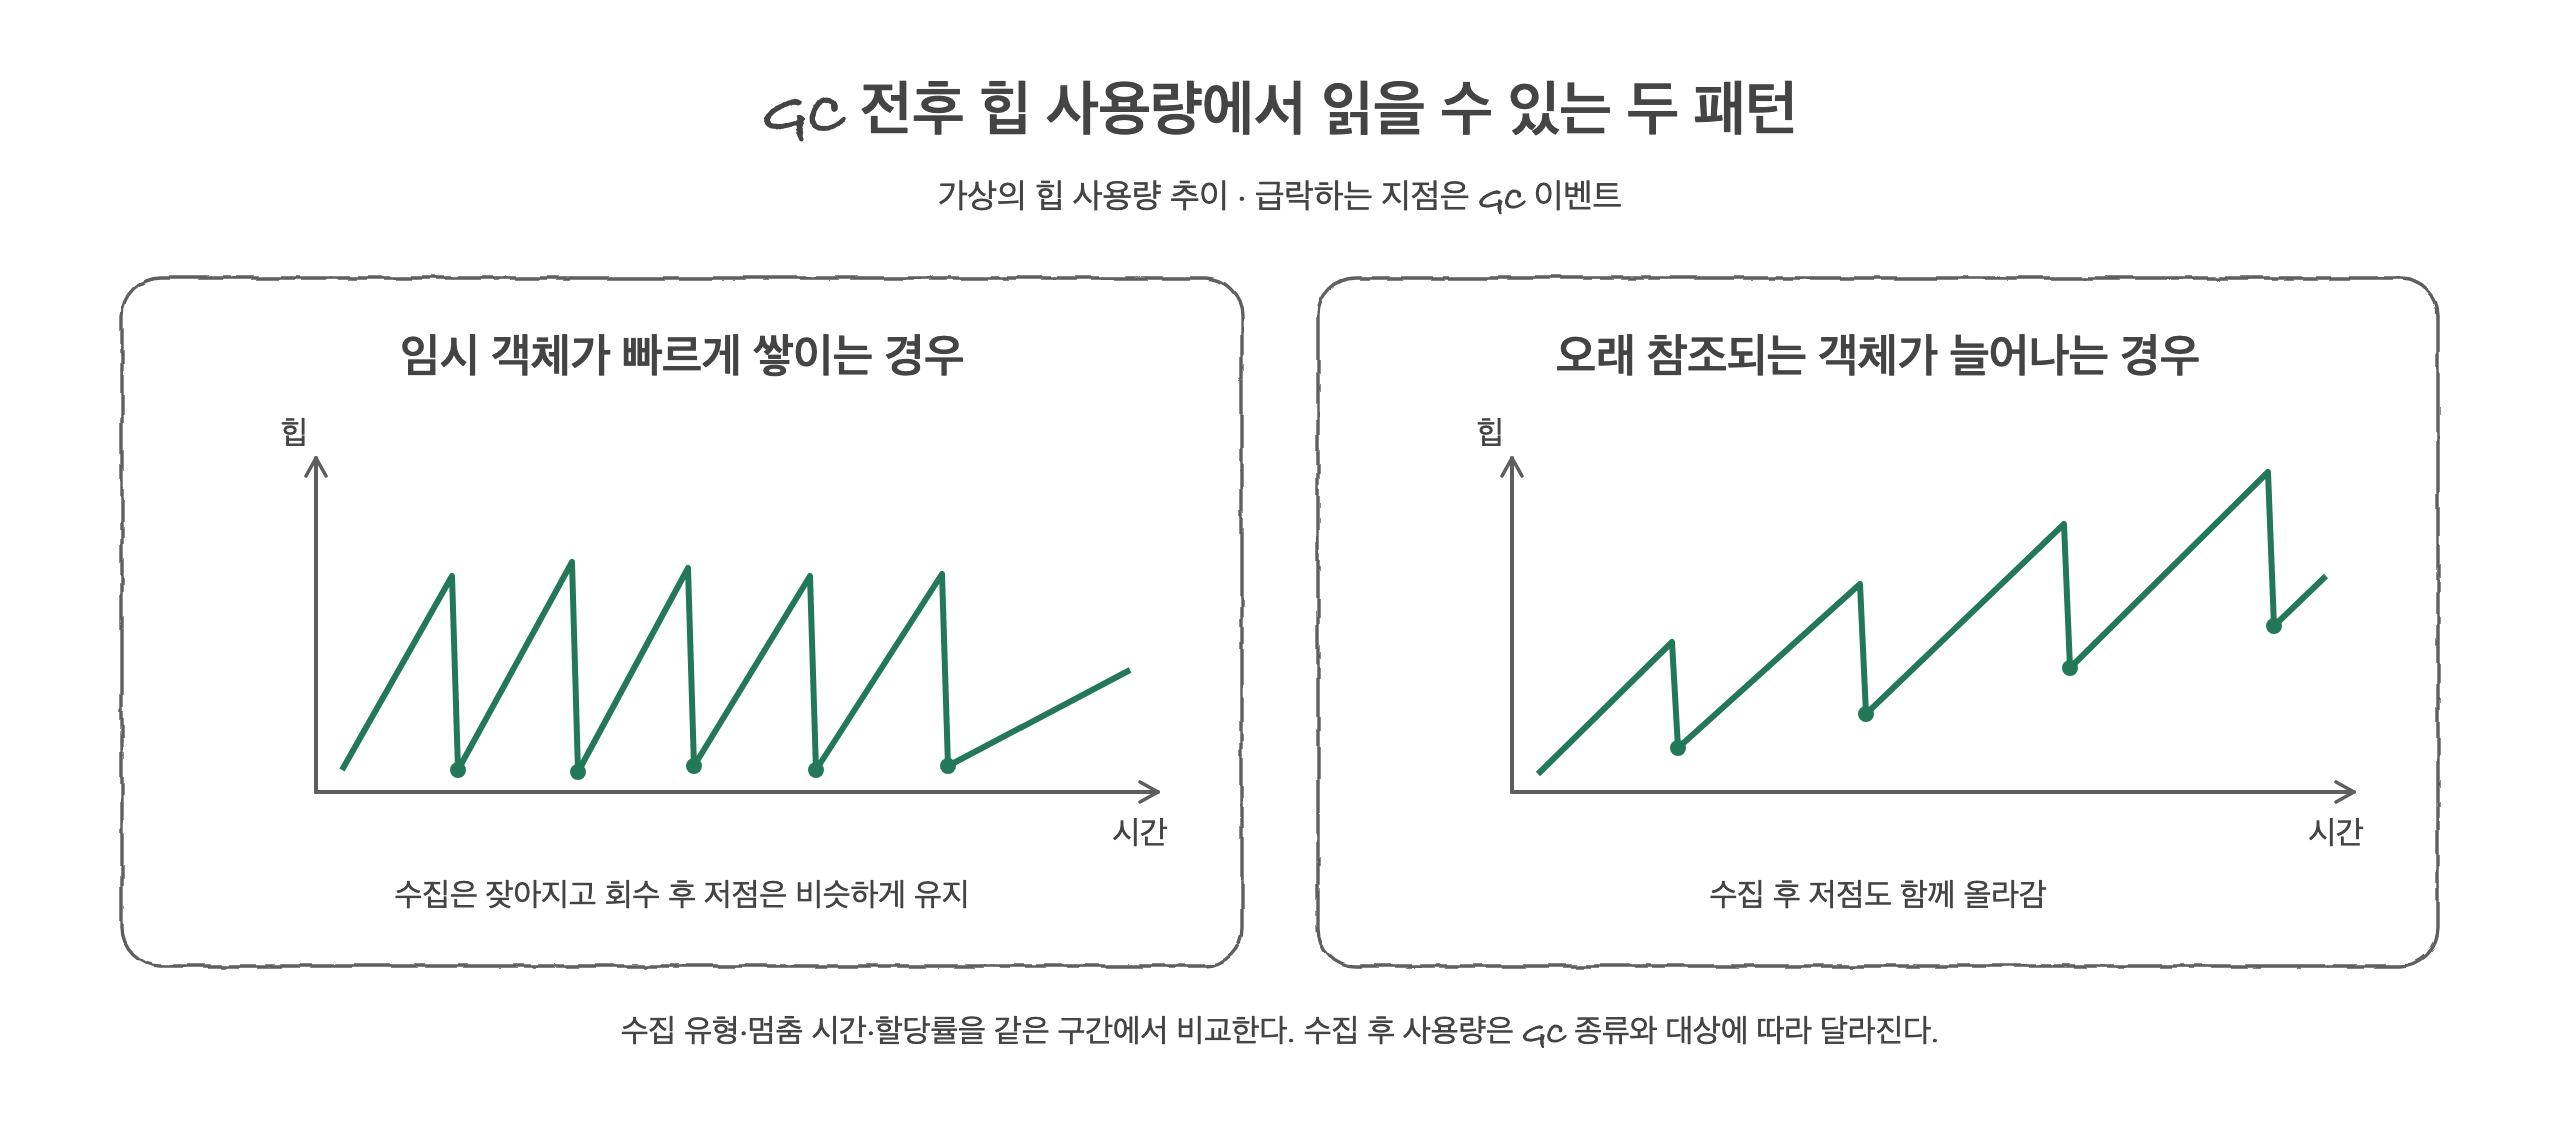 GC 전후 힙 사용량에서 읽을 수 있는 두 패턴
가상의 힙 사용량 추이 · 급락하는 지점은 GC 이벤트
임시 객체가 빠르게 쌓이는 경우
힙
시간
수집은 잦아지고 회수 후 저점은 비슷하게 유지
오래 참조되는 객체가 늘어나는 경우
힙
시간
수집 후 저점도 함께 올라감
수집 유형·멈춤 시간·할당률을 같은 구간에서 비교한다. 수집 후 사용량은 GC 종류와 대상에 따라 달라진다.